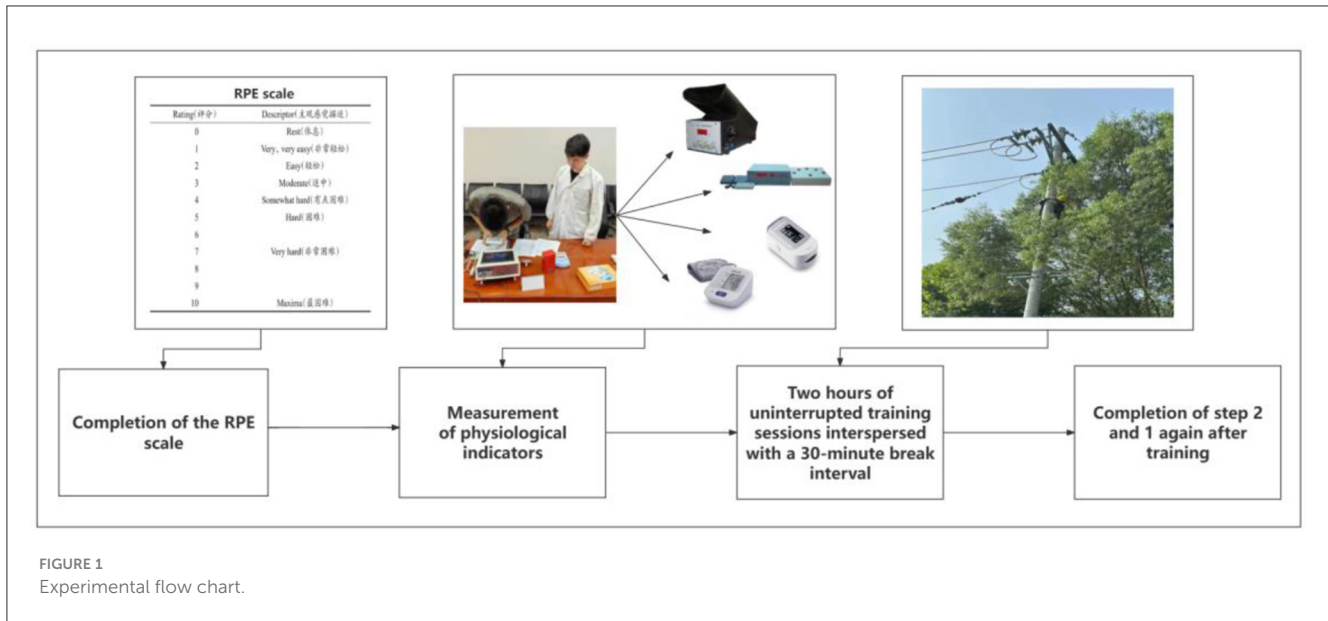 RPE scale
Rating(评分) Descriptor(主观感觉描述)
0 Rest(休息)
1 Very, very easy(非常轻松)
2 Easy(轻松)
3 Moderate(适中)
4 Somewhat hard(有点困难)
5 Hard(困难)
6
7 Very hard(非常困难)
8
9
10 Maxima(最困难)
Completion of the RPE
scale
Measurement
of physiological
indicators
Two hours of
uninterrupted training
sessions interspersed
with a 30-minute break
interval
Completion of step 2
and 1 again after
training
FIGURE 1
Experimental flow chart.